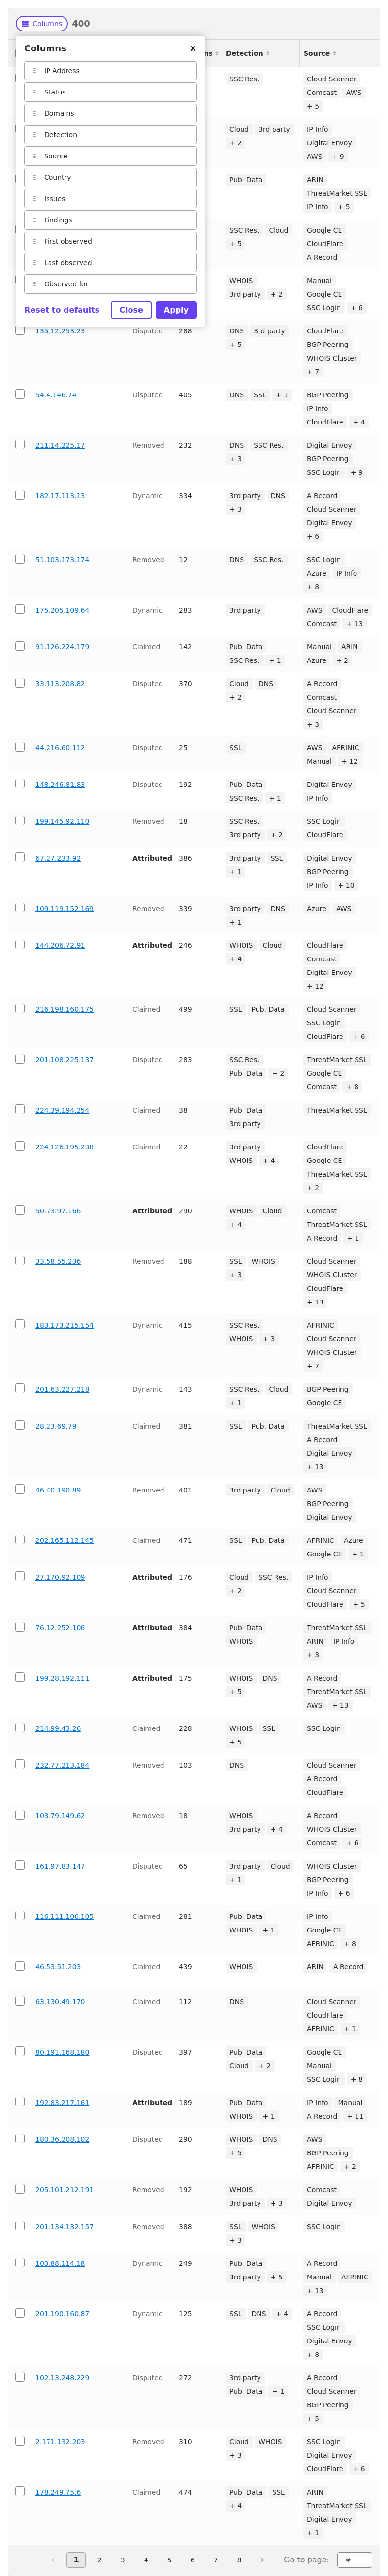 Columns 400
Columns ×
IP Address
Status
Domains
Detection
Source
Country
Issues
Findings
First observed
Last observed
Observed for
Reset to defaults Close Apply
ns Detection Source
SSC Res. Cloud Scanner
Comcast AWS
+ 5
Cloud 3rd party IP Info
+ 2 Digital Envoy
AWS + 9
Pub. Data ARIN
ThreatMarket SSL
IP Info + 5
SSC Res. Cloud Google CE
+ 5 CloudFlare
A Record
WHOIS Manual
3rd party + 2 Google CE
SSC Login + 6
135.12.253.23 Disputed 288 DNS 3rd party CloudFlare
+ 5 BGP Peering
WHOIS Cluster
+ 7
54.4.146.74 Disputed 405 DNS SSL + 1 BGP Peering
IP Info
CloudFlare + 4
211.14.225.17 Removed 232 DNS SSC Res. Digital Envoy
+ 3 BGP Peering
SSC Login + 9
182.17.113.13 Dynamic 334 3rd party DNS A Record
+ 3 Cloud Scanner
Digital Envoy
+ 6
51.103.173.174 Removed 12 DNS SSC Res. SSC Login
Azure IP Info
+ 8
175.205.109.64 Dynamic 283 3rd party AWS CloudFlare
Comcast + 13
91.126.224.179 Claimed 142 Pub. Data Manual ARIN
SSC Res. + 1 Azure + 2
33.113.208.82 Disputed 370 Cloud DNS A Record
+ 2 Comcast
Cloud Scanner
+ 3
44.216.60.112 Disputed 25 SSL AWS AFRINIC
Manual + 12
148.246.81.83 Disputed 192 Pub. Data Digital Envoy
SSC Res. + 1 IP Info
199.145.92.110 Removed 18 SSC Res. SSC Login
3rd party + 2 CloudFlare
67.27.233.92 Attributed 386 3rd party SSL Digital Envoy
+ 1 BGP Peering
IP Info + 10
109.119.152.169 Removed 339 3rd party DNS Azure AWS
+ 1
144.206.72.91 Attributed 246 WHOIS Cloud CloudFlare
+ 4 Comcast
Digital Envoy
+ 12
216.198.160.175 Claimed 499 SSL Pub. Data Cloud Scanner
SSC Login
CloudFlare + 6
201.108.225.137 Disputed 283 SSC Res. ThreatMarket SSL
Pub. Data + 2 Google CE
Comcast + 8
224.39.194.254 Claimed 38 Pub. Data ThreatMarket SSL
3rd party
224.126.195.238 Claimed 22 3rd party CloudFlare
WHOIS + 4 Google CE
ThreatMarket SSL
+ 2
50.73.97.166 Attributed 290 WHOIS Cloud Comcast
+ 4 ThreatMarket SSL
A Record + 1
33.58.55.236 Removed 188 SSL WHOIS Cloud Scanner
+ 3 WHOIS Cluster
CloudFlare
+ 13
183.173.215.154 Dynamic 415 SSC Res. AFRINIC
WHOIS + 3 Cloud Scanner
WHOIS Cluster
+ 7
201.63.227.218 Dynamic 143 SSC Res. Cloud BGP Peering
+ 1 Google CE
28.23.69.79 Claimed 381 SSL Pub. Data ThreatMarket SSL
A Record
Digital Envoy
+ 13
46.40.190.89 Removed 401 3rd party Cloud AWS
BGP Peering
Digital Envoy
202.165.112.145 Claimed 471 SSL Pub. Data AFRINIC Azure
Google CE + 1
27.170.92.109 Attributed 176 Cloud SSC Res. IP Info
+ 2 Cloud Scanner
CloudFlare + 5
76.12.252.106 Attributed 384 Pub. Data ThreatMarket SSL
WHOIS ARIN IP Info
+ 3
199.28.192.111 Attributed 175 WHOIS DNS A Record
+ 5 ThreatMarket SSL
AWS + 13
214.99.43.26 Claimed 228 WHOIS SSL SSC Login
+ 5
232.77.213.184 Removed 103 DNS Cloud Scanner
A Record
CloudFlare
103.79.149.62 Removed 18 WHOIS A Record
3rd party + 4 WHOIS Cluster
Comcast + 6
161.97.83.147 Disputed 65 3rd party Cloud WHOIS Cluster
+ 1 BGP Peering
IP Info + 6
116.111.106.105 Claimed 281 Pub. Data IP Info
WHOIS + 1 Google CE
AFRINIC + 8
46.53.51.203 Claimed 439 WHOIS ARIN A Record
63.130.49.170 Claimed 112 DNS Cloud Scanner
CloudFlare
AFRINIC + 1
80.191.168.180 Disputed 397 Pub. Data Google CE
Cloud + 2 Manual
SSC Login + 8
192.83.217.161 Attributed 189 Pub. Data IP Info Manual
WHOIS + 1 A Record + 11
180.36.208.102 Disputed 290 WHOIS DNS AWS
+ 5 BGP Peering
AFRINIC + 2
205.101.212.191 Removed 192 WHOIS Comcast
3rd party + 3 Digital Envoy
201.134.132.157 Removed 388 SSL WHOIS SSC Login
+ 3
103.88.114.18 Dynamic 249 Pub. Data A Record
3rd party + 5 Manual AFRINIC
+ 13
201.190.160.87 Dynamic 125 SSL DNS + 4 A Record
SSC Login
Digital Envoy
+ 8
102.13.248.229 Disputed 272 3rd party A Record
Pub. Data + 1 Cloud Scanner
BGP Peering
+ 5
2.171.132.203 Removed 310 Cloud WHOIS SSC Login
+ 3 Digital Envoy
CloudFlare + 6
178.249.75.6 Claimed 474 Pub. Data SSL ARIN
+ 4 ThreatMarket SSL
Digital Envoy
+ 1
← 1 2 3 4 5 6 7 8 → Go to page: #